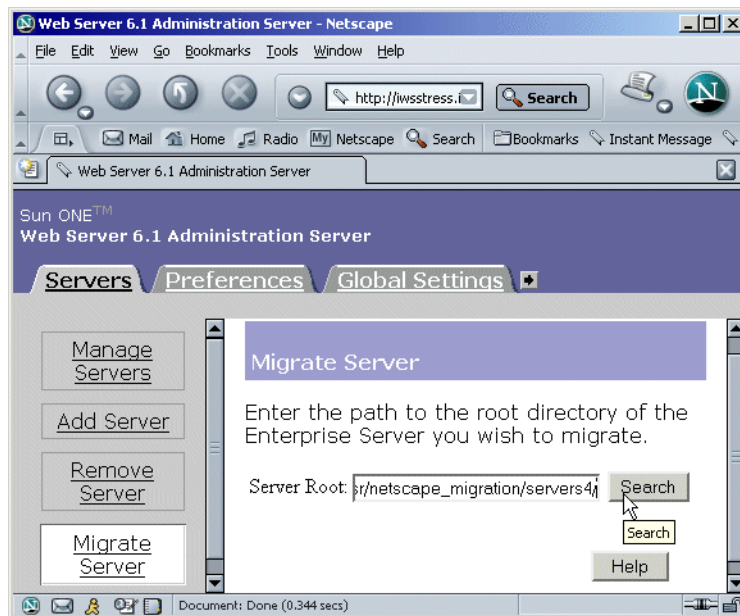 Web Server 6.1 Administration Server - Netscape
File Edit View Go Bookmarks Tools Window Help
http://iwsstress.i
Search
N
Mail Home Radio My Netscape Search Bookmarks Instant Message
Web Server 6.1 Administration Server
Sun ONE™
Web Server 6.1 Administration Server
Servers Preferences Global Settings
Manage
Servers
Add Server
Remove
Server
Migrate
Server
Migrate Server
Enter the path to the root directory of the
Enterprise Server you wish to migrate.
Server Root: sr/netscape_migration/servers4/ Search
Search
Help
Document: Done (0.344 secs)